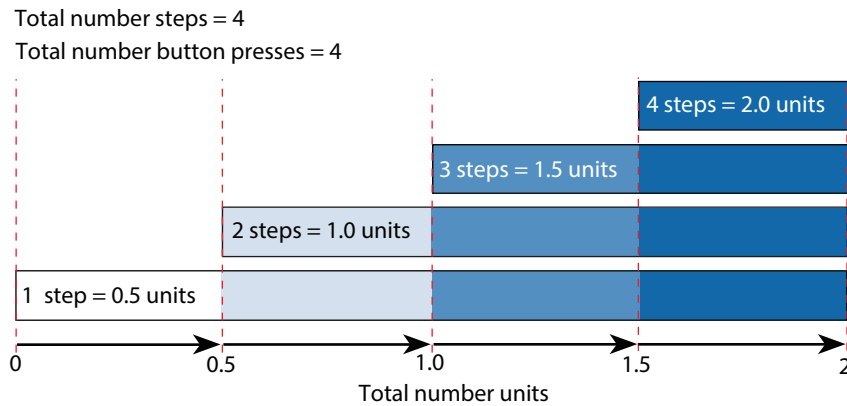 Total number steps = 4
Total number button presses = 4
4 steps = 2.0 units
3 steps = 1.5 units
2 steps = 1.0 units
1 step = 0.5 units
0 0.5 1.0 1.5 2
Total number units